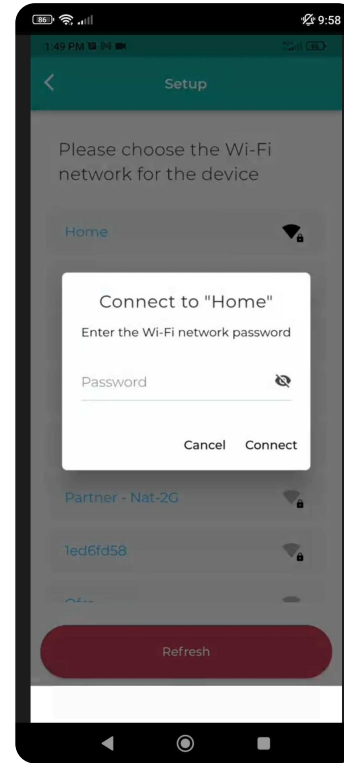 86 9:58
1:49 PM
Setup
Please choose the Wi-Fi
network for the device
Home
Connect to "Home"
Enter the Wi-Fi network password
Password
Cancel Connect
Partner - Nat-2G
1ed6fd58
Refresh